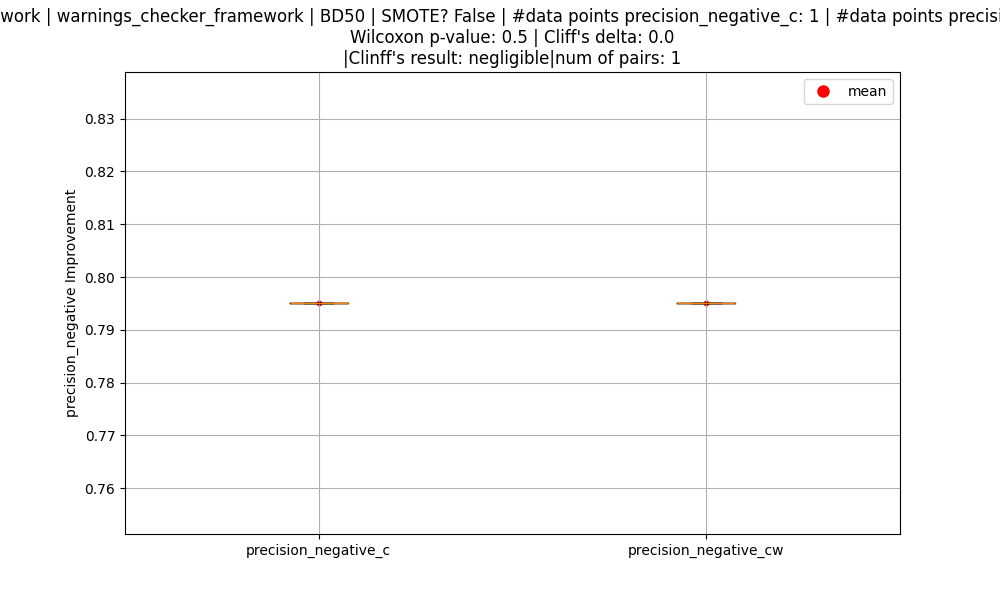 work | warnings_checker_framework | BD50 | SMOTE? False | #data points precision_negative_c: 1 | #data points precisi
Wilcoxon p-value: 0.5 | Cliff's delta: 0.0
|Clinff's result: negligible|num of pairs: 1
mean
0.83
0.82
0.81
0.80
0.79
0.78
0.77
0.76
precision_negative Improvement
precision_negative_c
precision_negative_cw